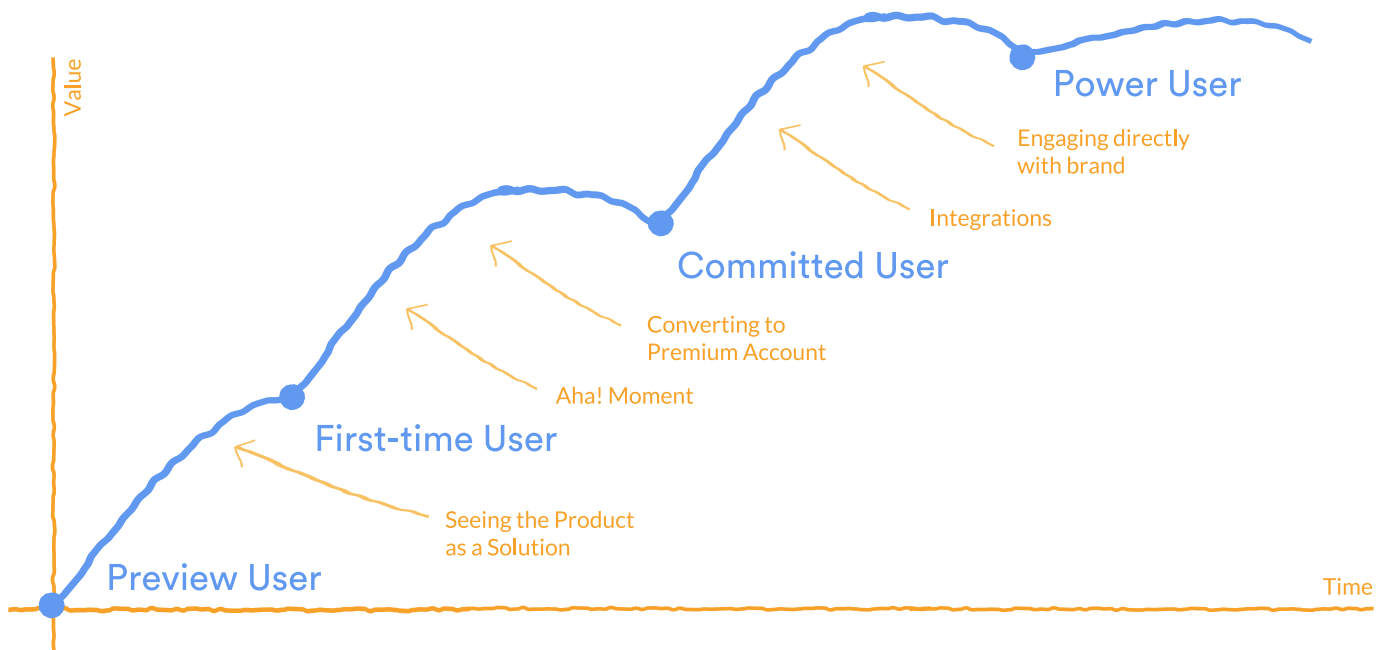 Value
Power User
Engaging directly
with brand
Integrations
Committed User
Converting to
Premium Account
Aha! Moment
First-time User
Seeing the Product
as a Solution
Preview User
Time